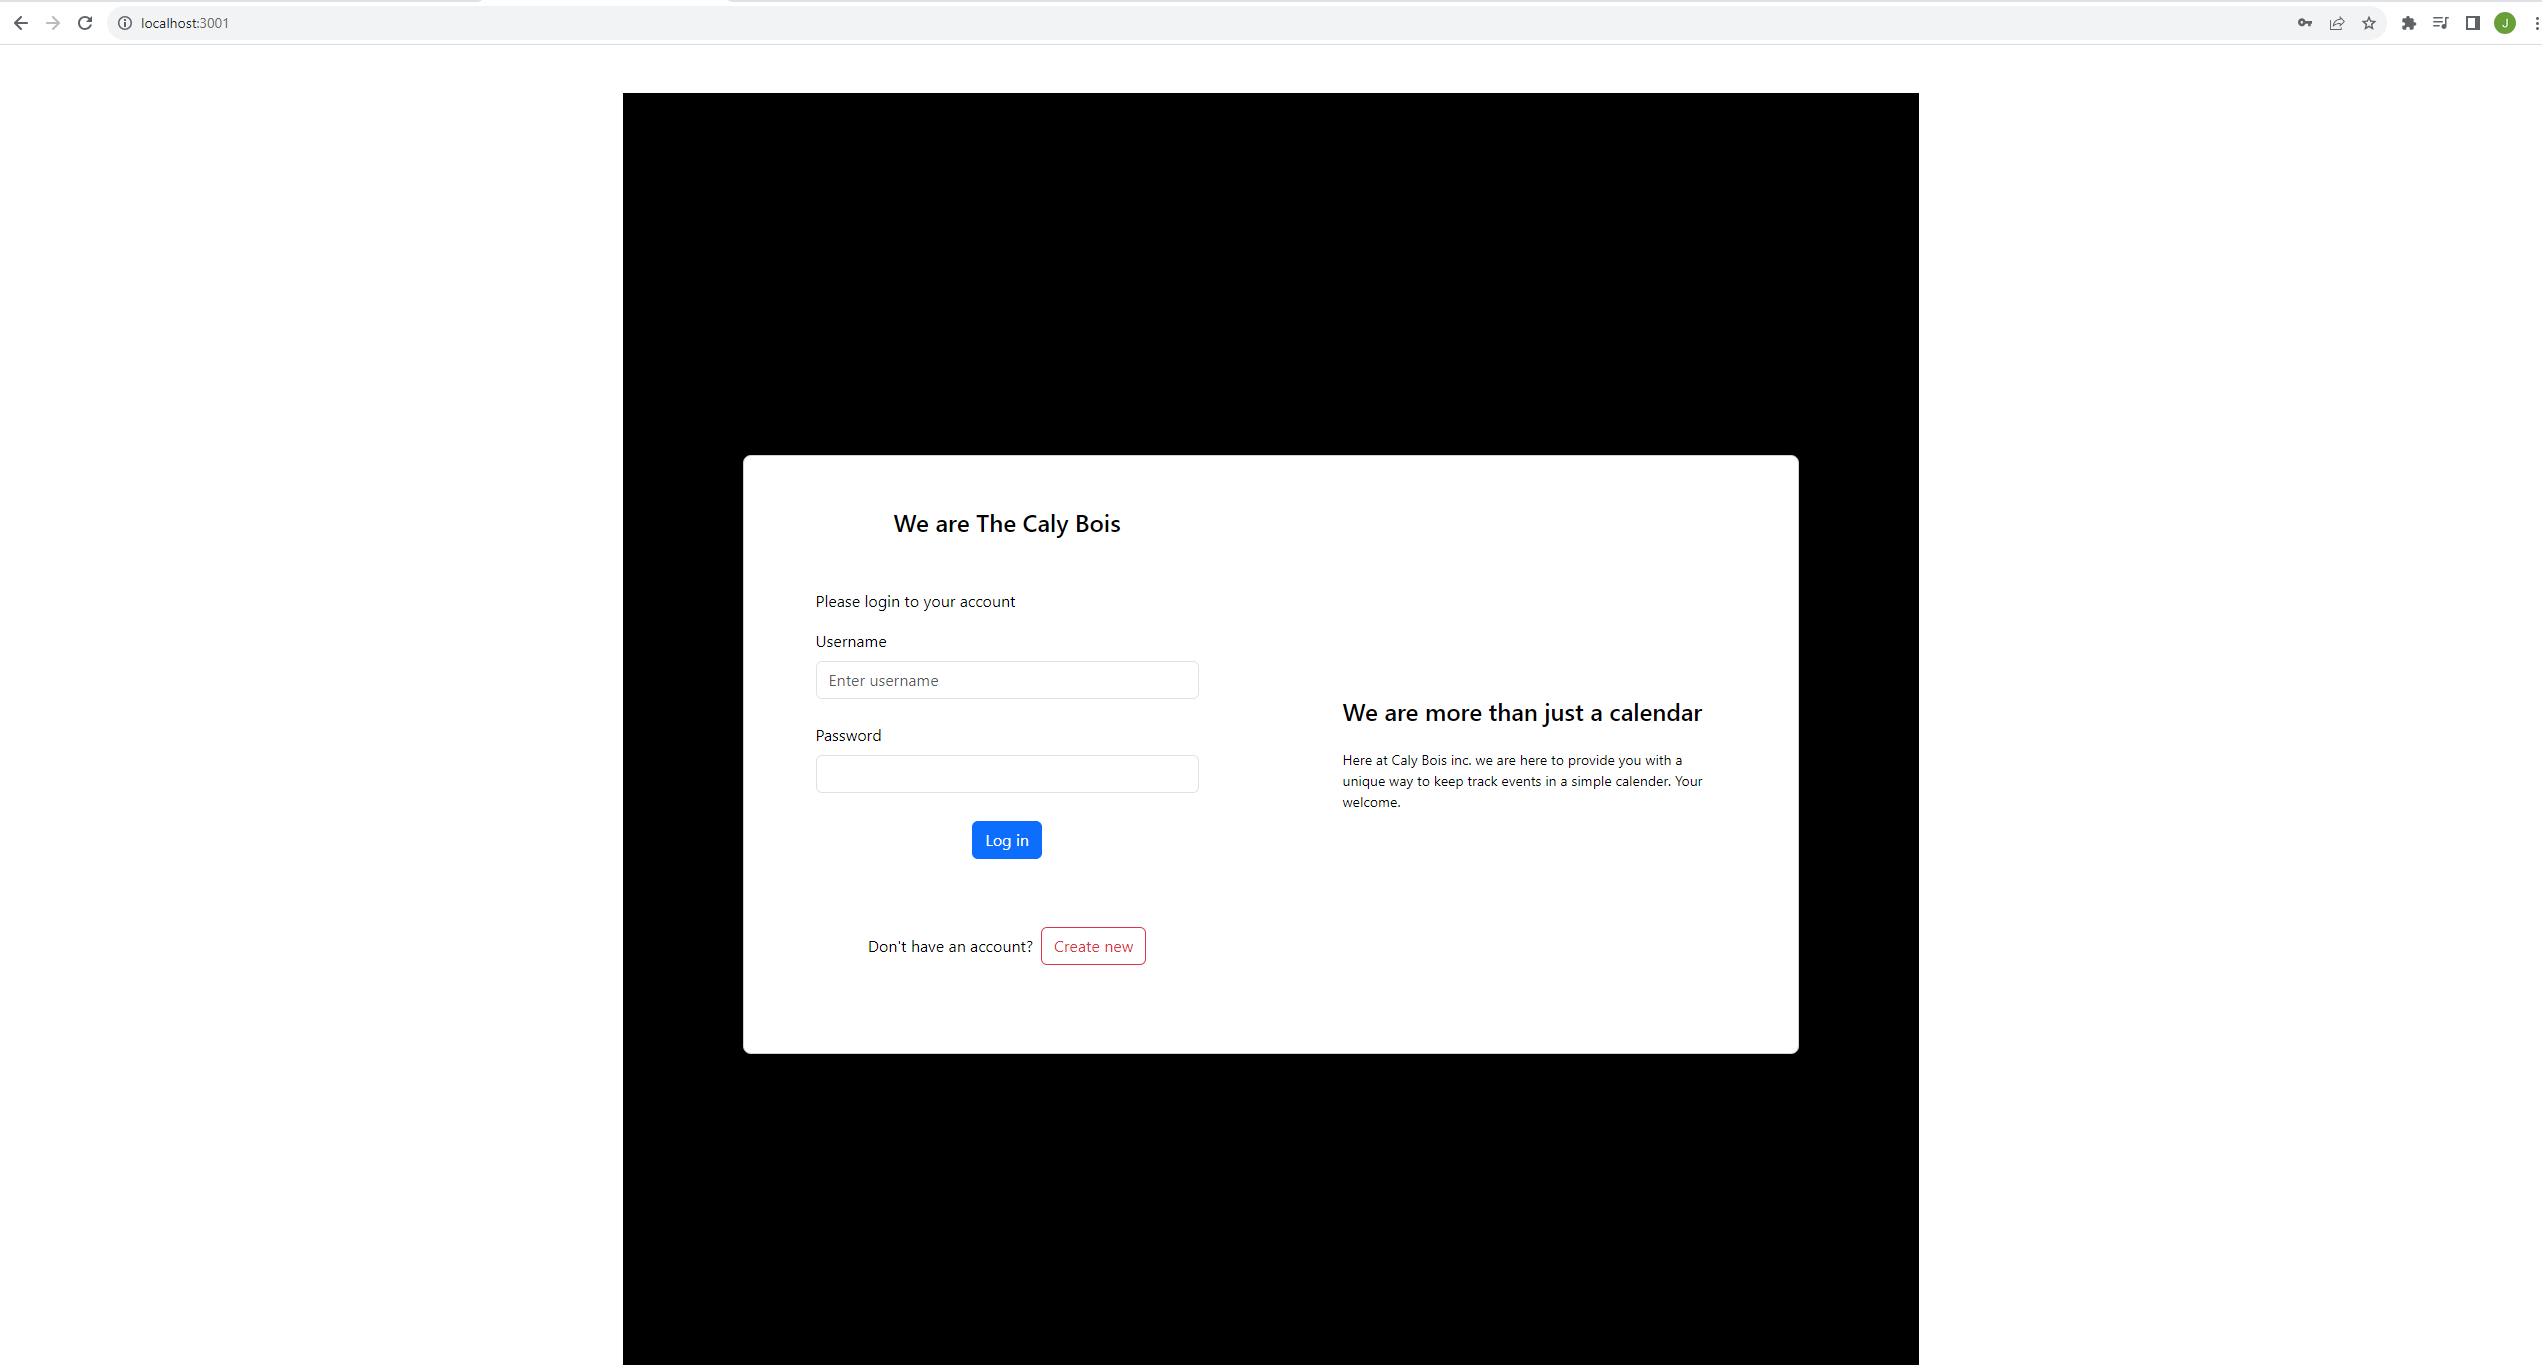 localhost:3001
J
We are The Caly Bois
Please login to your account
Username
Enter username
Password
Log in
Don't have an account? Create new
We are more than just a calendar
Here at Caly Bois inc. we are here to provide you with a
unique way to keep track events in a simple calender. Your
welcome.